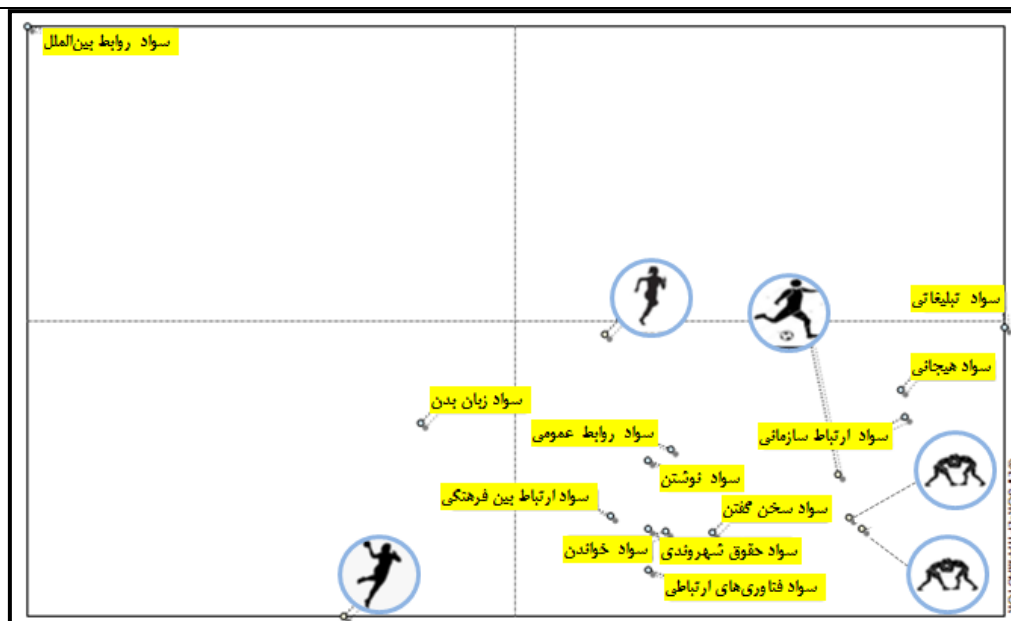 سواد روابط بین‌الملل
سواد تبلیغاتی
سواد هیجانی
سواد زبان بدن
سواد روابط عمومی
سواد ارتباط سازمانی
سواد نوشتن
سواد ارتباط بین فرهنگی
سواد سخن گفتن
سواد خواندن
سواد حقوق شهروندی
سواد فناوری‌های ارتباطی